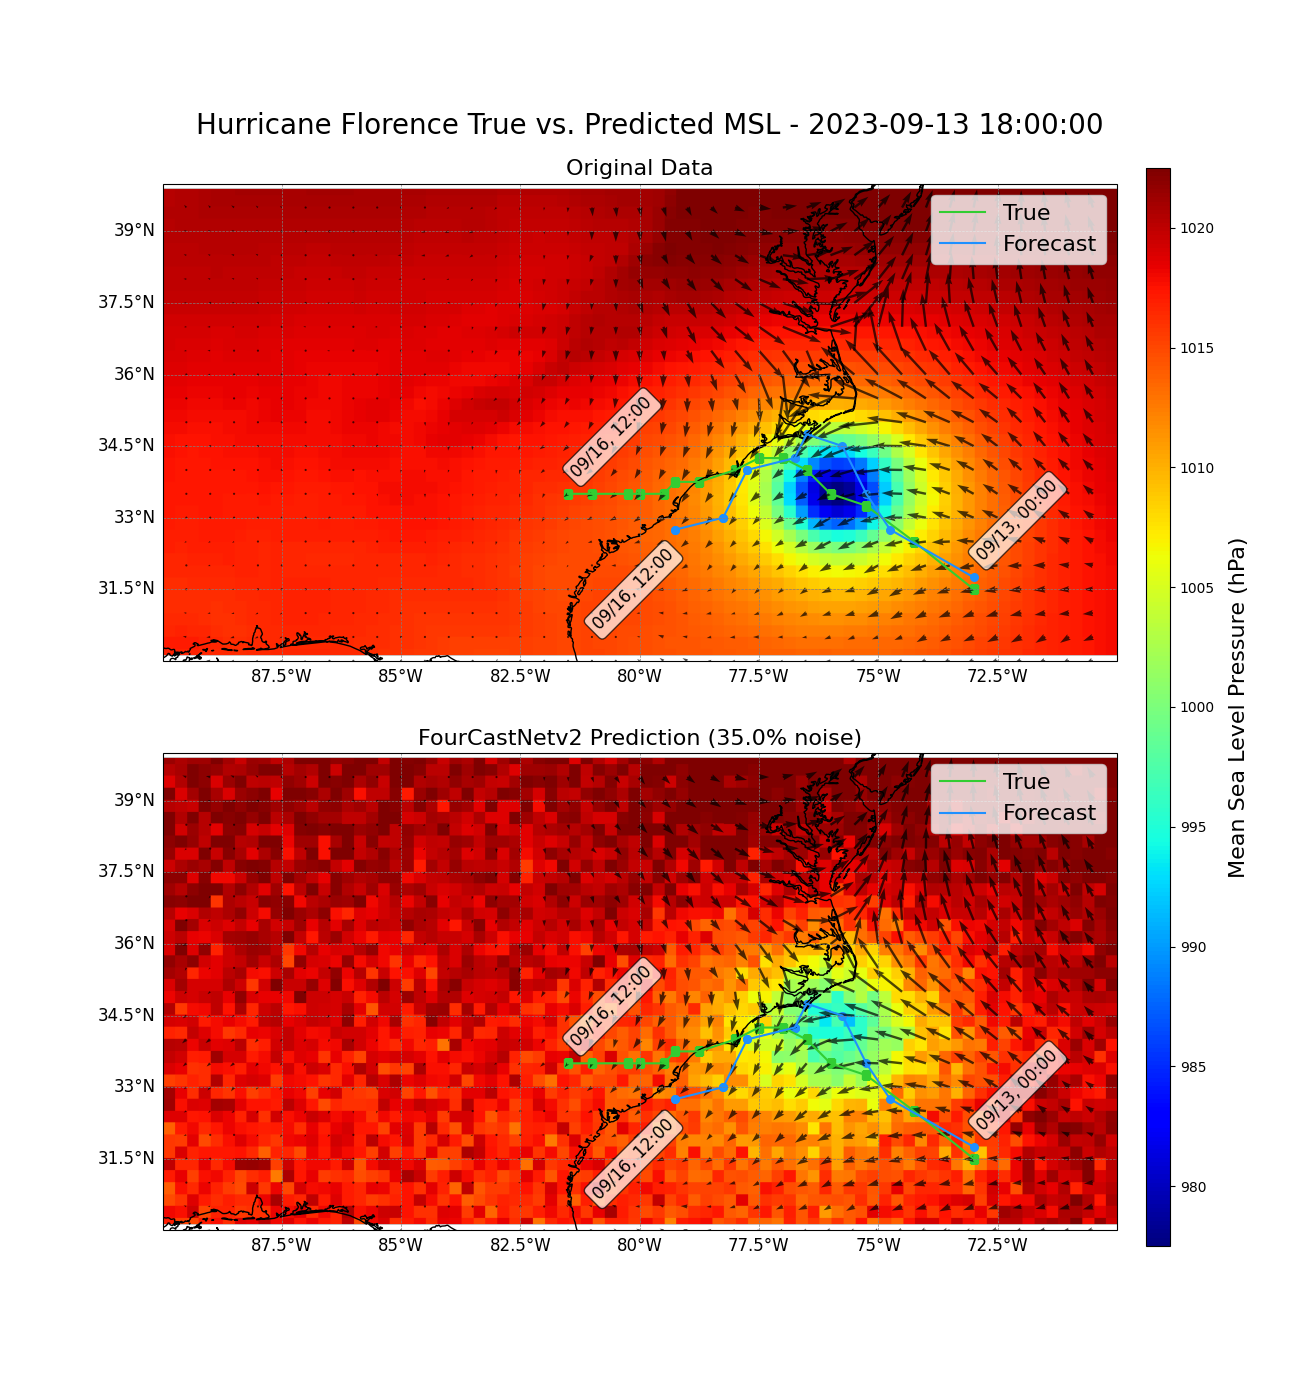 Hurricane Florence True vs. Predicted MSL - 2023-09-13 18:00:00
Original Data
True
Forecast
39°N
37.5°N
36°N
34.5°N
33°N
31.5°N
09/16, 12:00
09/13, 00:00
09/16, 12:00
87.5°W 85°W 82.5°W 80°W 77.5°W 75°W 72.5°W
FourCastNetv2 Prediction (35.0% noise)
True
Forecast
39°N
37.5°N
36°N
34.5°N
33°N
31.5°N
09/16, 12:00
09/13, 00:00
09/16, 12:00
87.5°W 85°W 82.5°W 80°W 77.5°W 75°W 72.5°W
1020
1015
1010
1005
1000
995
990
985
980
Mean Sea Level Pressure (hPa)